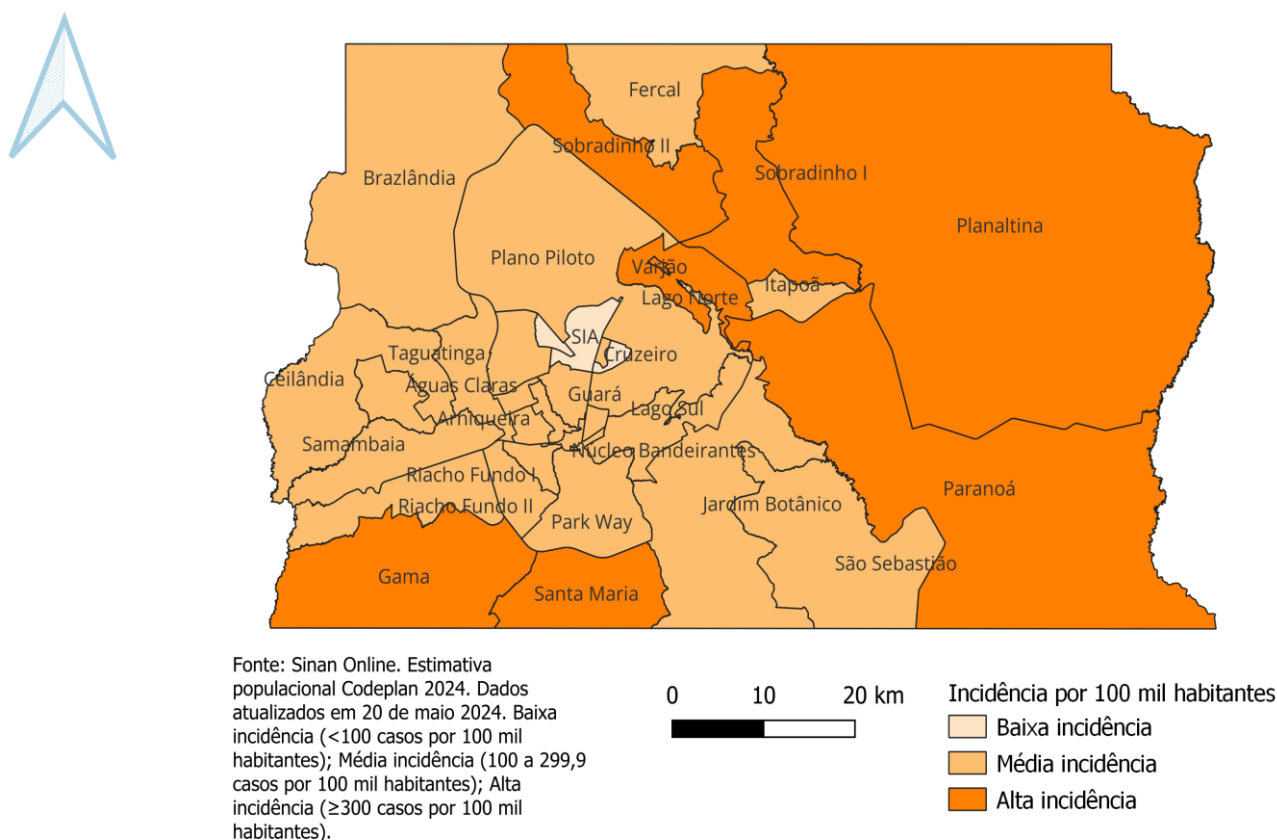 Fercal
Sobradinho II
Sobradinho I
Brazlândia
Planaltina
Plano Piloto
Varjão
Itapoã
Lago Norte
SIA
Cruzeiro
Taguatinga
Ceilândia
Águas Claras
Guará
Lago Sul
Arniqueira
Samambaia
Núcleo Bandeirantes
Riacho Fundo I
Paranoá
Riacho Fundo II
Jardim Botânico
Park Way
São Sebastião
Gama
Santa Maria
Fonte: Sinan Online. Estimativa
populacional Codeplan 2024. Dados
atualizados em 20 de maio 2024. Baixa
incidência (<100 casos por 100 mil
habitantes); Média incidência (100 a 299,9
casos por 100 mil habitantes); Alta
incidência (≥300 casos por 100 mil
habitantes).
0 10 20 km
Incidência por 100 mil habitantes
Baixa incidência
Média incidência
Alta incidência